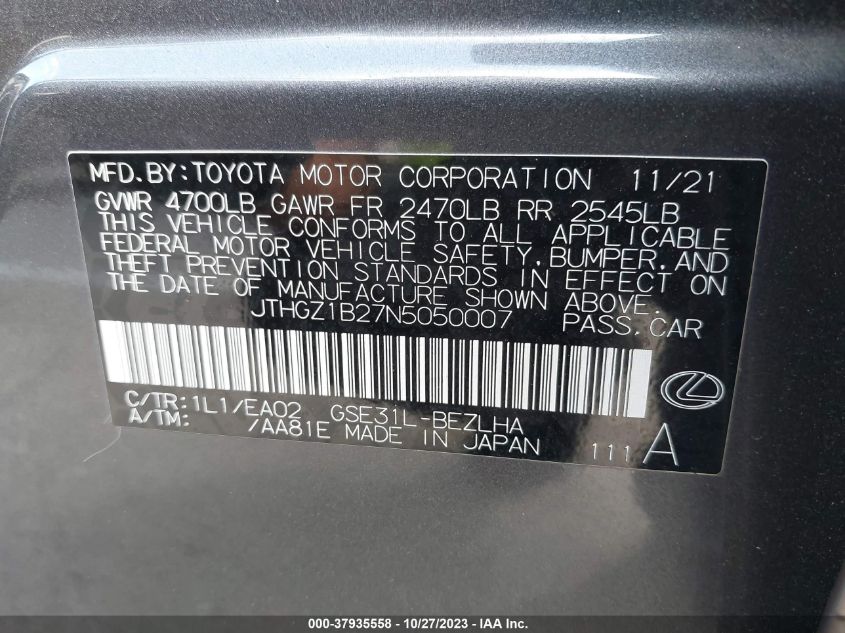 MFD.BY:TOYOTA MOTOR CORPORATION 11/21
GVWR 4700LB GAWR FR 2470LB RR 2545LB
THIS VEHICLE CONFORMS TO ALL APPLICABLE
FEDERAL MOTOR VEHICLE SAFETY,BUMPER,AND
THEFT PREVENTION STANDARDS IN EFFECT ON
THE DATE OF MANUFACTURE SHOWN ABOVE.
JTHGZ1B27N5050007 PASS.CAR
C/TR:1L1/EA02 GSE31L-BEZLHA
A/TM: /AA81E MADE IN JAPAN 111 A
000-37935558 - 10/27/2023 - IAA Inc.